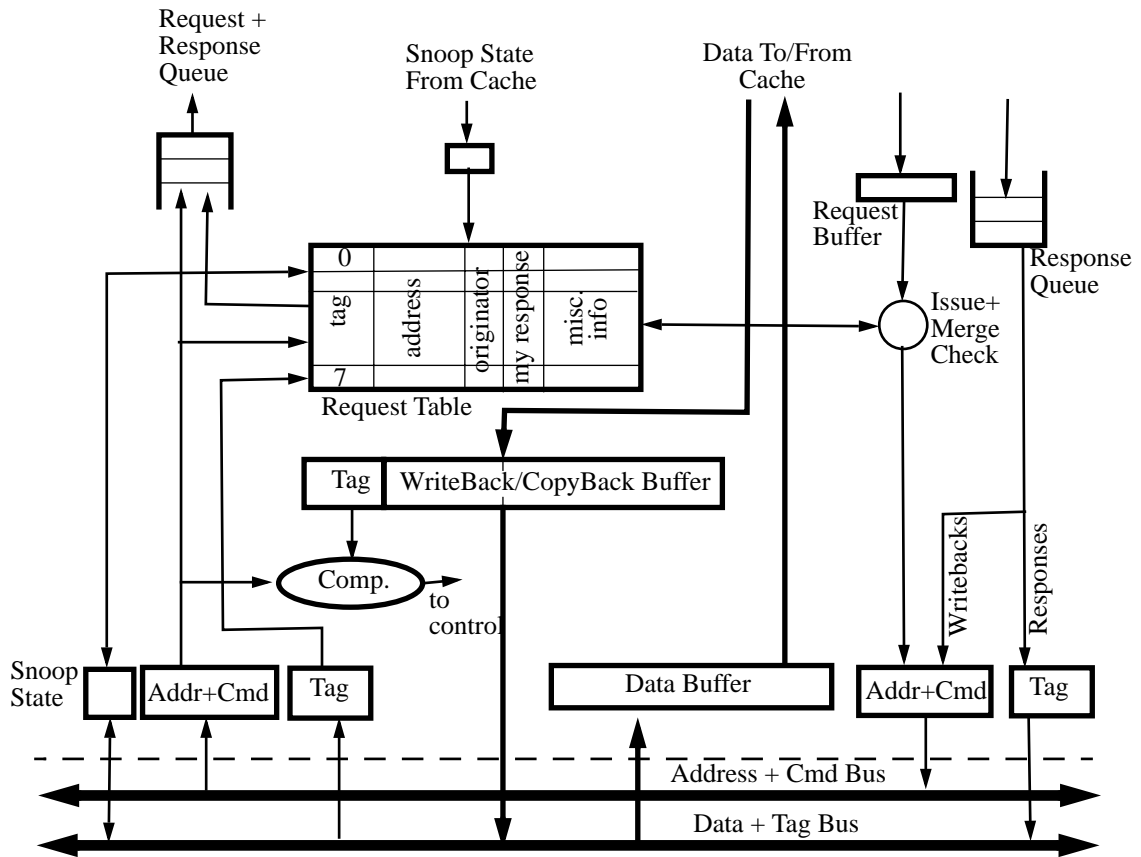 Request +
Response
Queue
Snoop State
From Cache
Data To/From
Cache
Request
Buffer
Response
Queue
0
tag
7
address
originator
my response
misc.
info
Issue+
Merge
Check
Request Table
Tag
WriteBack/CopyBack Buffer
Comp.
to
control
Writebacks
Responses
Snoop
State
Addr+Cmd
Tag
Data Buffer
Addr+Cmd
Tag
Address + Cmd Bus
Data + Tag Bus